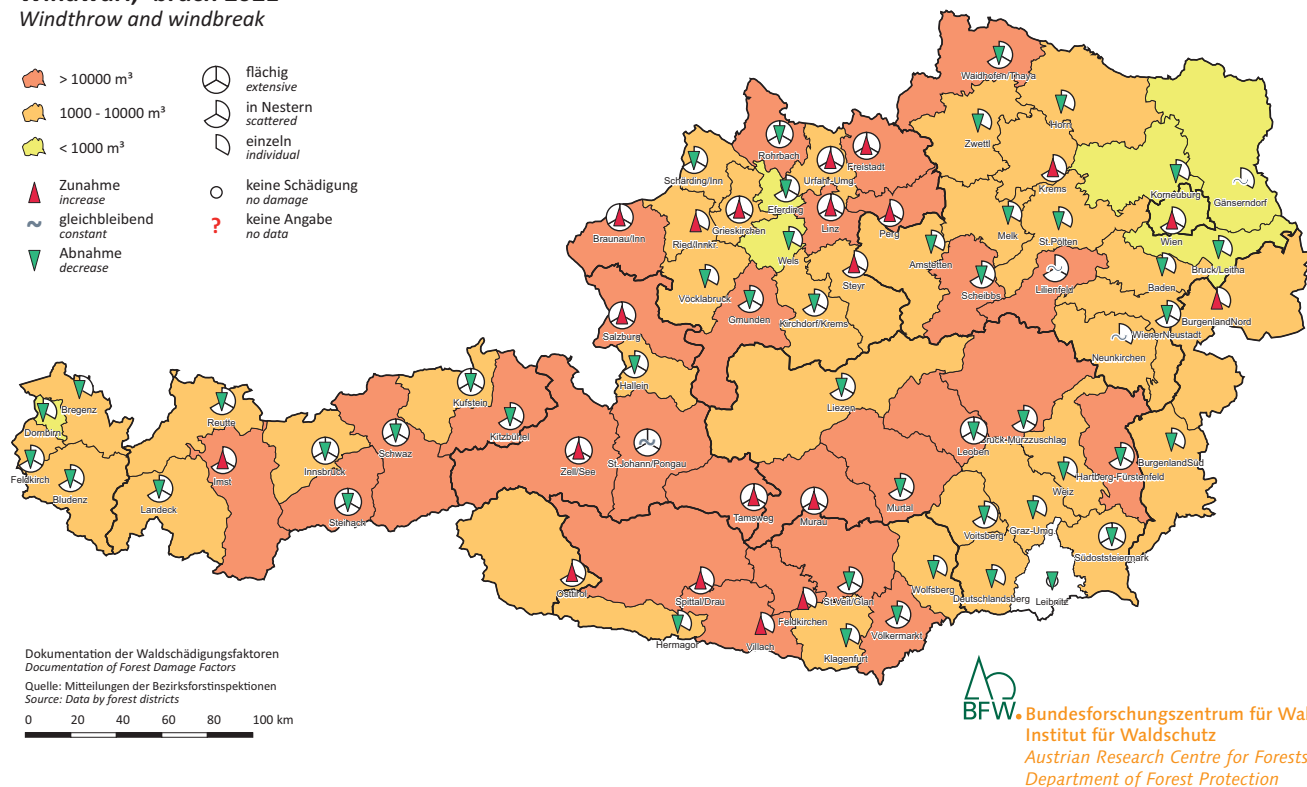 Windthrow and windbreak
> 10000 m³
1000 - 10000 m³
< 1000 m³
Zunahme
increase
~ gleichbleibend
constant
Abnahme
decrease
flächig
extensive
in Nestern
scattered
einzeln
individual
keine Schädigung
no damage
? keine Angabe
no data
Waidhofen/Thaya
Horn
Zwettl
Rohrbach
Freistadt
Urfahr-Umg.
Schärding/Inn
Krems
Korneuburg
Gänserndorf
Eferding
Grieskirchen
Linz
Perg
Braunau/Inn
Ried/Innkr.
Wels
Melk
St.Pölten
Wien
Amstetten
Bruck/Leitha
Steyr
Scheibbs
Lilienfeld
Baden
Vöcklabruck
Gmunden
Kirchdorf/Krems
BurgenlandNord
WienerNeustadt
Salzburg
Neunkirchen
Hallein
Bregenz
Dornbirn
Reutte
Kufstein
Liezen
Kitzbühel
Leoben
Bruck-Mürzzuschlag
Feldkirch
Bludenz
Innsbruck
Schwaz
Imst
Zell/See
St.Johann/Pongau
BurgenlandSüd
Hartberg-Fürstenfeld
Weiz
Landeck
Steinach
Tamsweg
Murau
Murtal
Voitsberg
Graz-Umg.
Südoststeiermark
Osttirol
Spittal/Drau
St.Veit/Glan
Wolfsberg
Deutschlandsberg
Leibnitz
Feldkirchen
Völkermarkt
Hermagor
Villach
Klagenfurt
Dokumentation der Waldschädigungsfaktoren
Documentation of Forest Damage Factors
Quelle: Mitteilungen der Bezirksforstinspektionen
Source: Data by forest districts
0 20 40 60 80 100 km
BFW
Bundesforschungszentrum für
Institut für Waldschutz
Austrian Research Centre for Forests
Department of Forest Protection